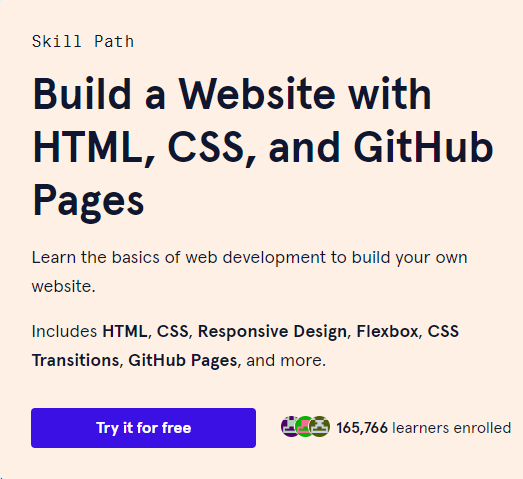 Skill Path
Build a Website with
HTML, CSS, and GitHub
Pages
Learn the basics of web development to build your own
website.
Includes HTML, CSS, Responsive Design, Flexbox, CSS
Transitions, GitHub Pages, and more.
Try it for free
165,766 learners enrolled